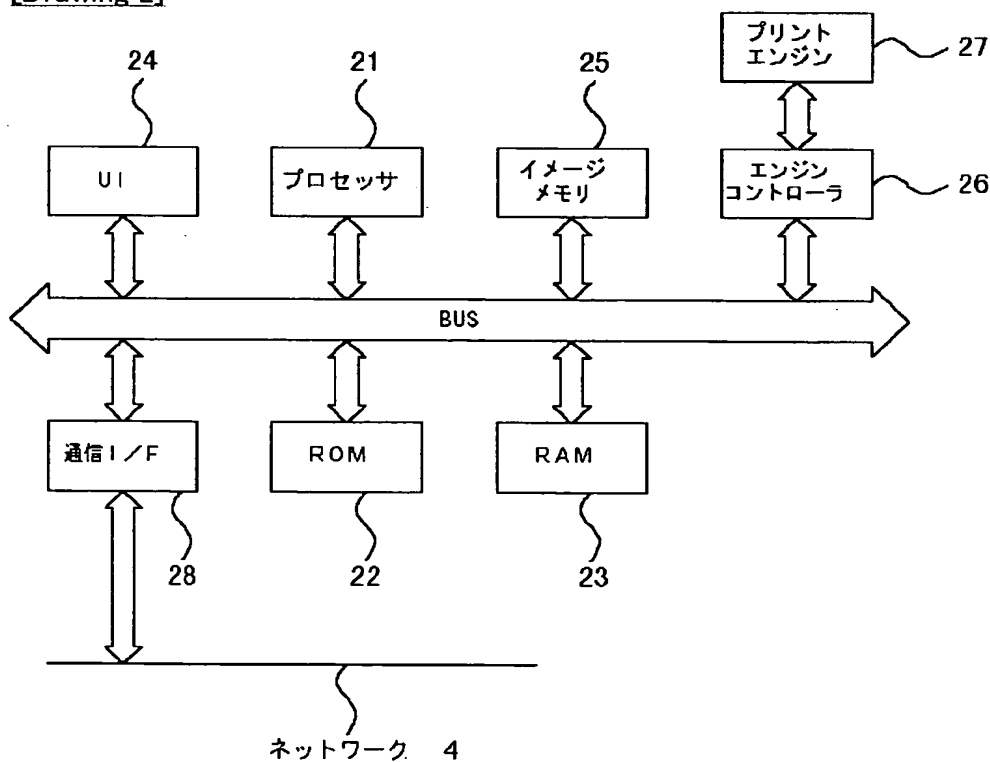 [Drawing 2]
プリント
エンジン
27
24
21
25
UI
プロセッサ
イメージ
メモリ
エンジン
コントローラ
26
BUS
通信I/F
ROM
RAM
28
22
23
ネットワーク 4